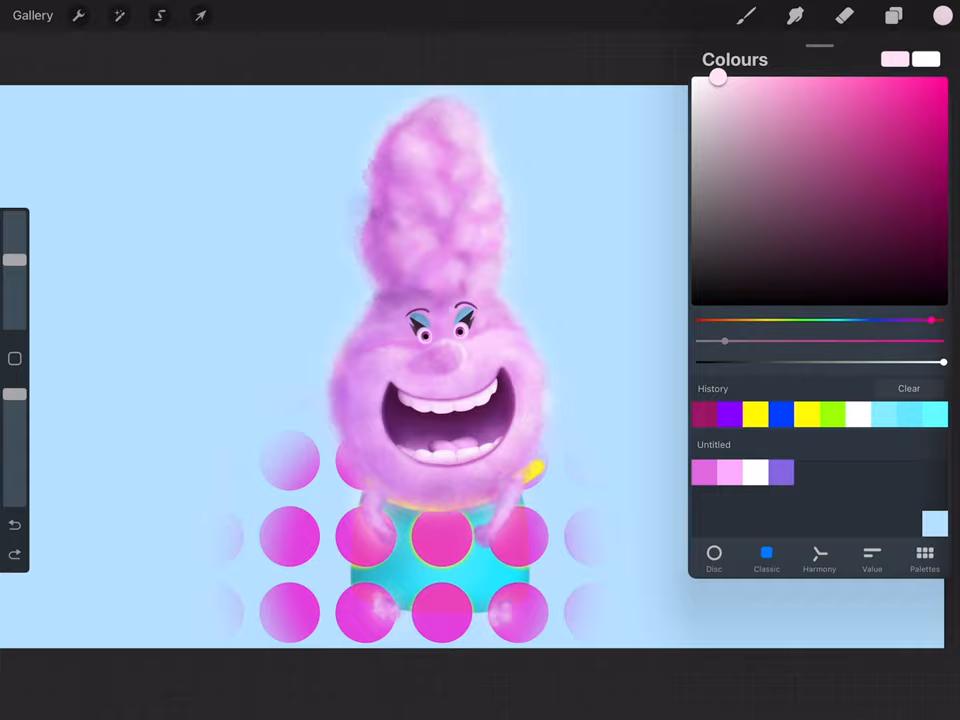 Gallery
Colours
History
Clear
Untitled
Disc
Classic
Harmony
Value
Palettes